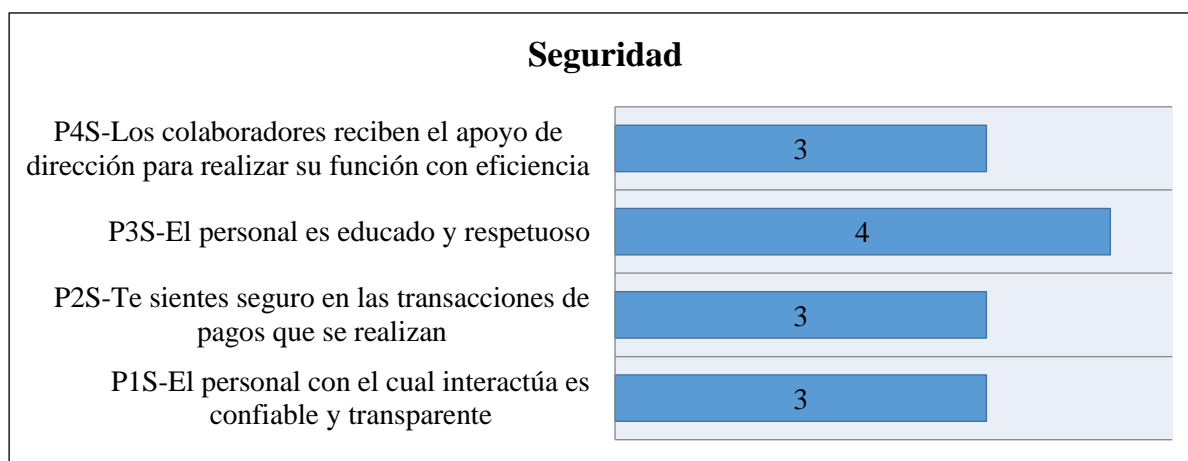 Seguridad
P4S-Los colaboradores reciben el apoyo de
dirección para realizar su función con eficiencia
3
P3S-El personal es educado y respetuoso
4
P2S-Te sientes seguro en las transacciones de
pagos que se realizan
3
P1S-El personal con el cual interactúa es
confiable y transparente
3